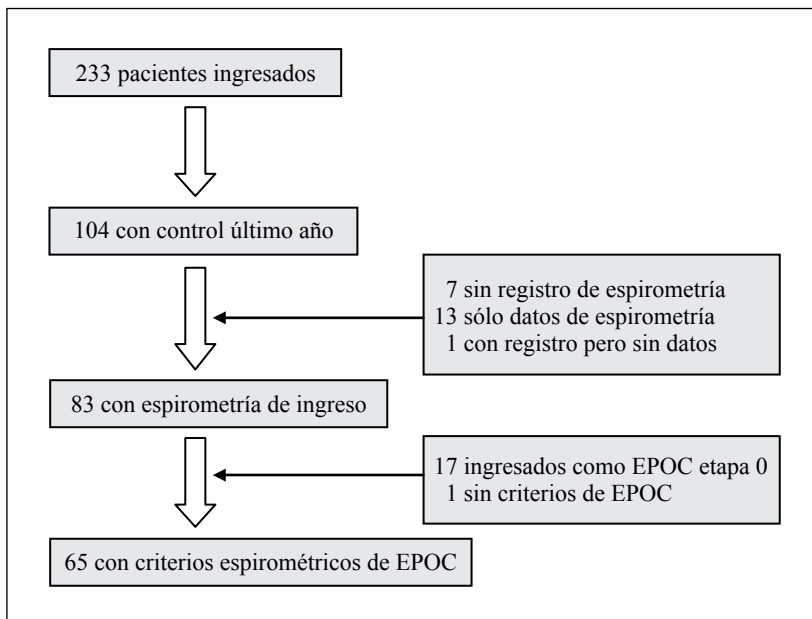 233 pacientes ingresados
104 con control último año
7 sin registro de espirometría
13 sólo datos de espirometría
1 con registro pero sin datos
83 con espirometría de ingreso
17 ingresados como EPOC etapa 0
1 sin criterios de EPOC
65 con criterios espirométricos de EPOC